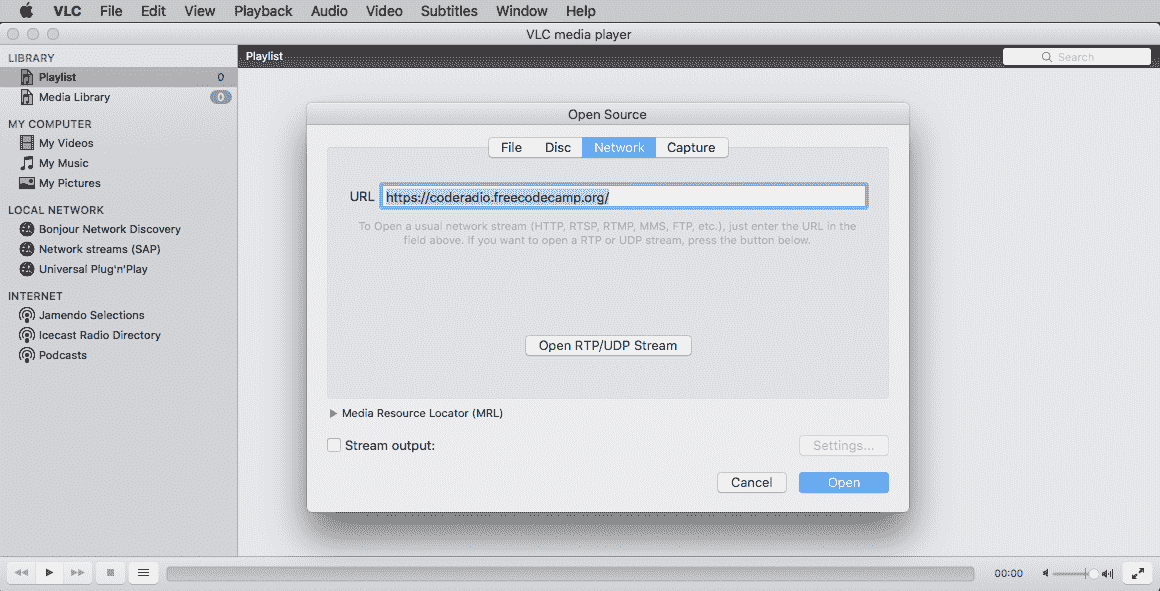 VLC File Edit View Playback Audio Video Subtitles Window Help
VLC media player
LIBRARY
Playlist 0
Media Library 0
MY COMPUTER
My Videos
My Music
My Pictures
LOCAL NETWORK
Bonjour Network Discovery
Network streams (SAP)
Universal Plug'n'Play
INTERNET
Jamendo Selections
Icecast Radio Directory
Podcasts
Playlist Search
Open Source
File Disc Network Capture
URL https://coderadio.freecodecamp.org/
To Open a usual network stream (HTTP, RTSP, RTMP, MMS, FTP, etc.), just enter the URL in the
field above. If you want to open a RTP or UDP stream, press the button below.
Open RTP/UDP Stream
Media Resource Locator (MRL)
Stream output: Settings...
Cancel Open
00:00